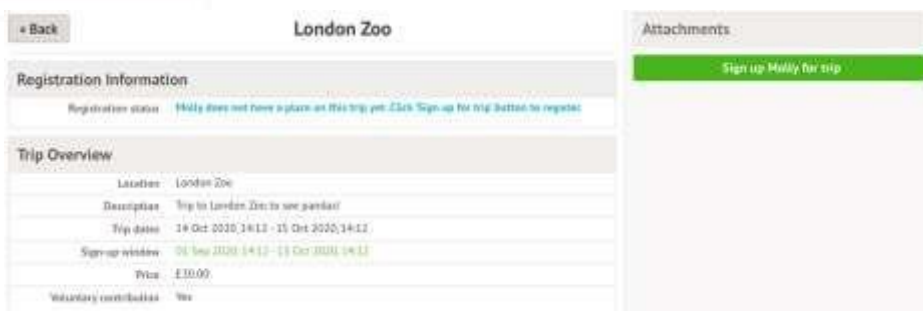 « Back
London Zoo
Attachments
Sign up Molly for trip
Registration Information
Registration status Molly does not have a place on this trip yet. Click 'Sign up for trip' button to register.
Trip Overview
Location London Zoo
Description Trip to London Zoo to see pandas!
Trip dates 14 Oct 2020, 14:12 - 15 Oct 2020, 14:12
Sign-up window Sep 2020, 14:12 - 13 Oct 2020, 14:12
Price
Voluntary contribution Yes